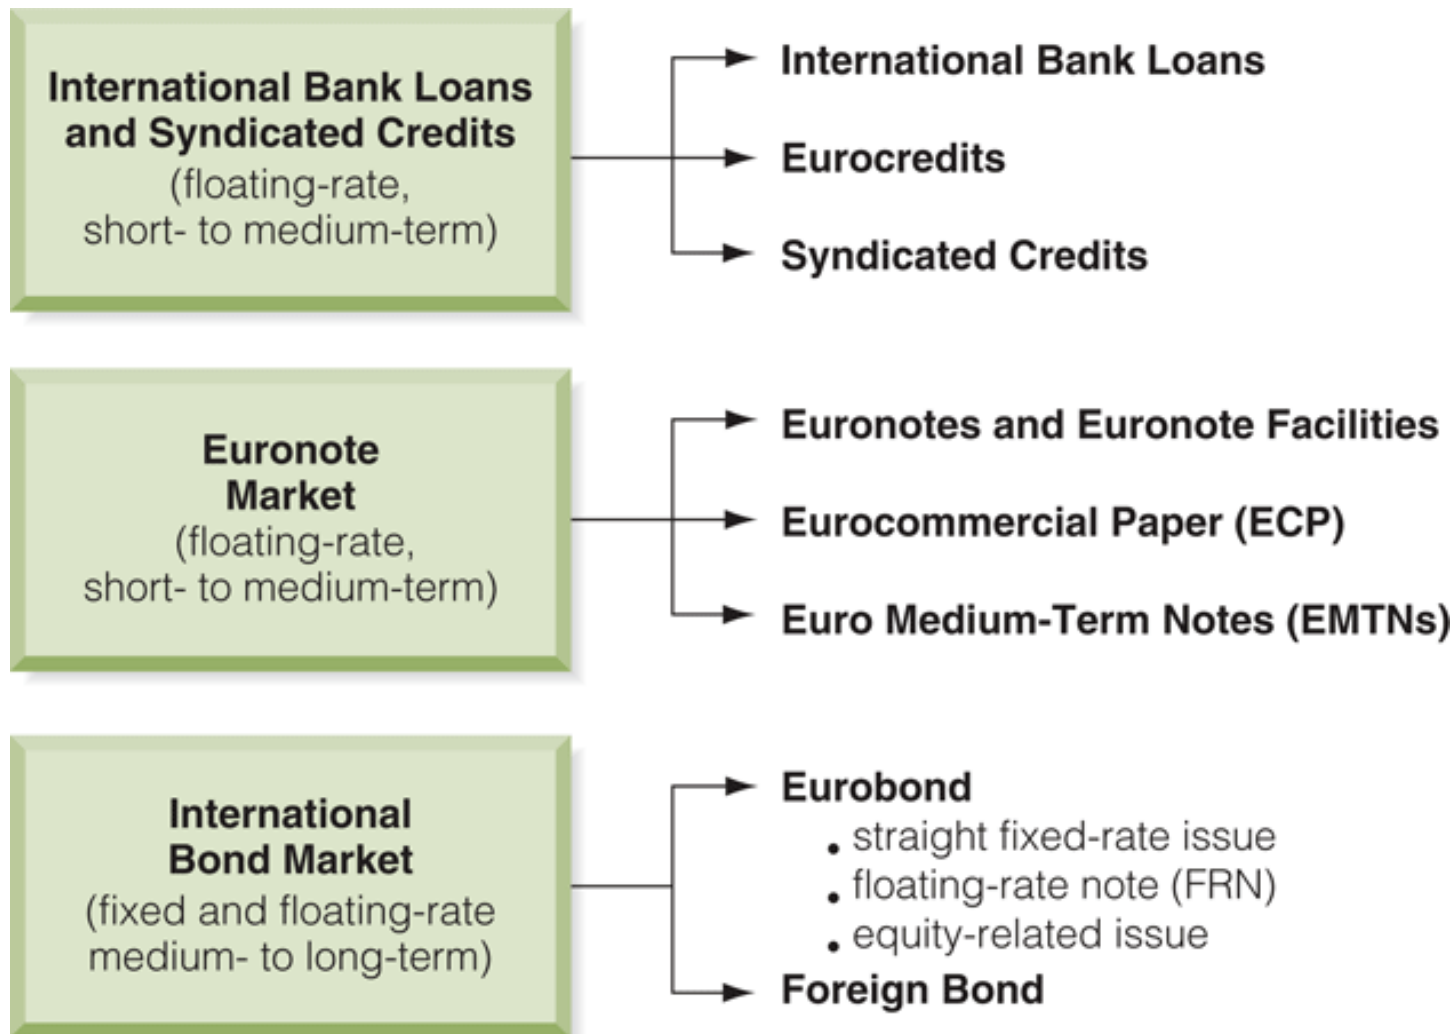 International Bank Loans
and Syndicated Credits
(floating-rate,
short- to medium-term)
International Bank Loans
Eurocredits
Syndicated Credits
Euronote
Market
(floating-rate,
short- to medium-term)
Euronotes and Euronote Facilities
Eurocommercial Paper (ECP)
Euro Medium-Term Notes (EMTNs)
International
Bond Market
(fixed and floating-rate
medium- to long-term)
Eurobond
• straight fixed-rate issue
• floating-rate note (FRN)
• equity-related issue
Foreign Bond